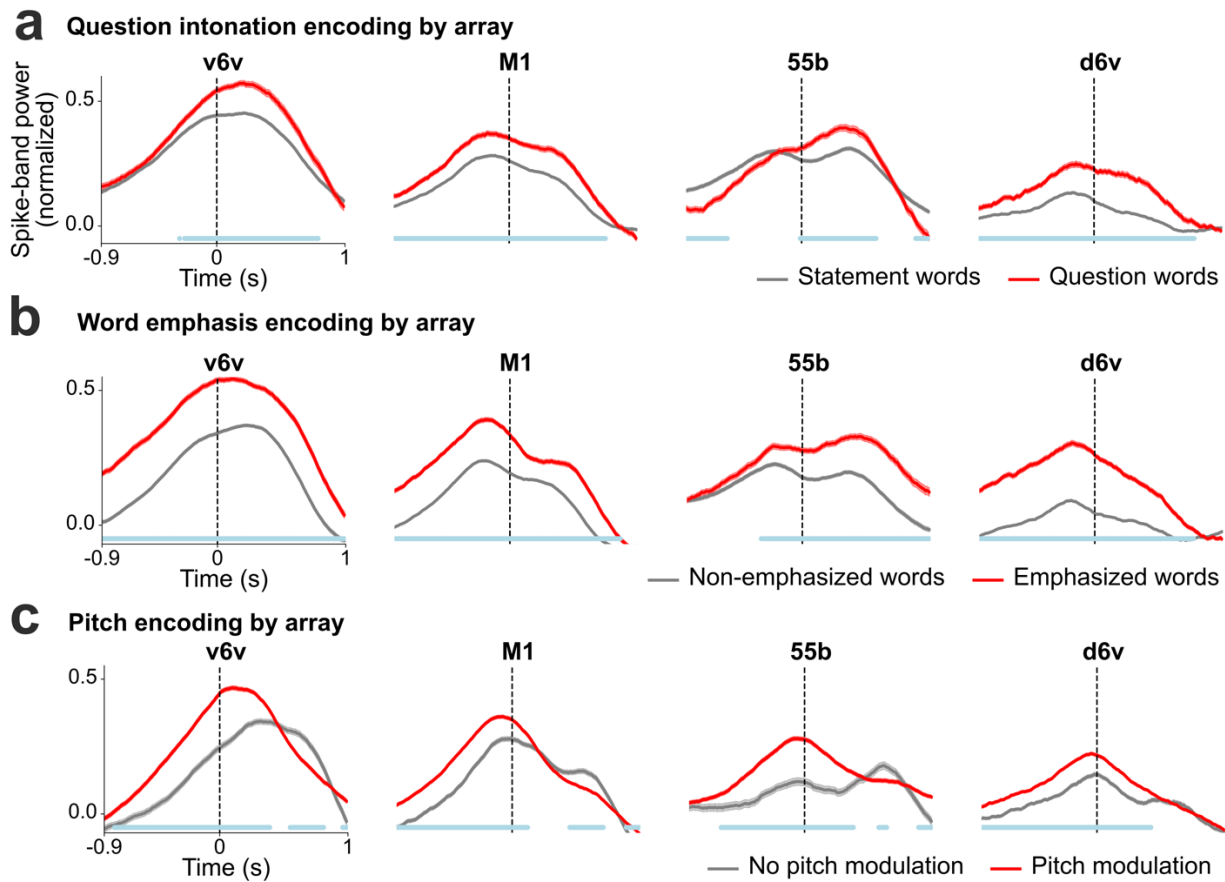 a Question intonation encoding by array
v6v M1 55b d6v
Spike-band power
(normalized)
0.5
0.0
-0.9 0 1
Time (s)
Statement words Question words
b Word emphasis encoding by array
v6v M1 55b d6v
0.5
0.0
-0.9 0 1
Time (s)
Non-emphasized words Emphasized words
c Pitch encoding by array
v6v M1 55b d6v
0.5
0.0
-0.9 0 1
Time (s)
No pitch modulation Pitch modulation